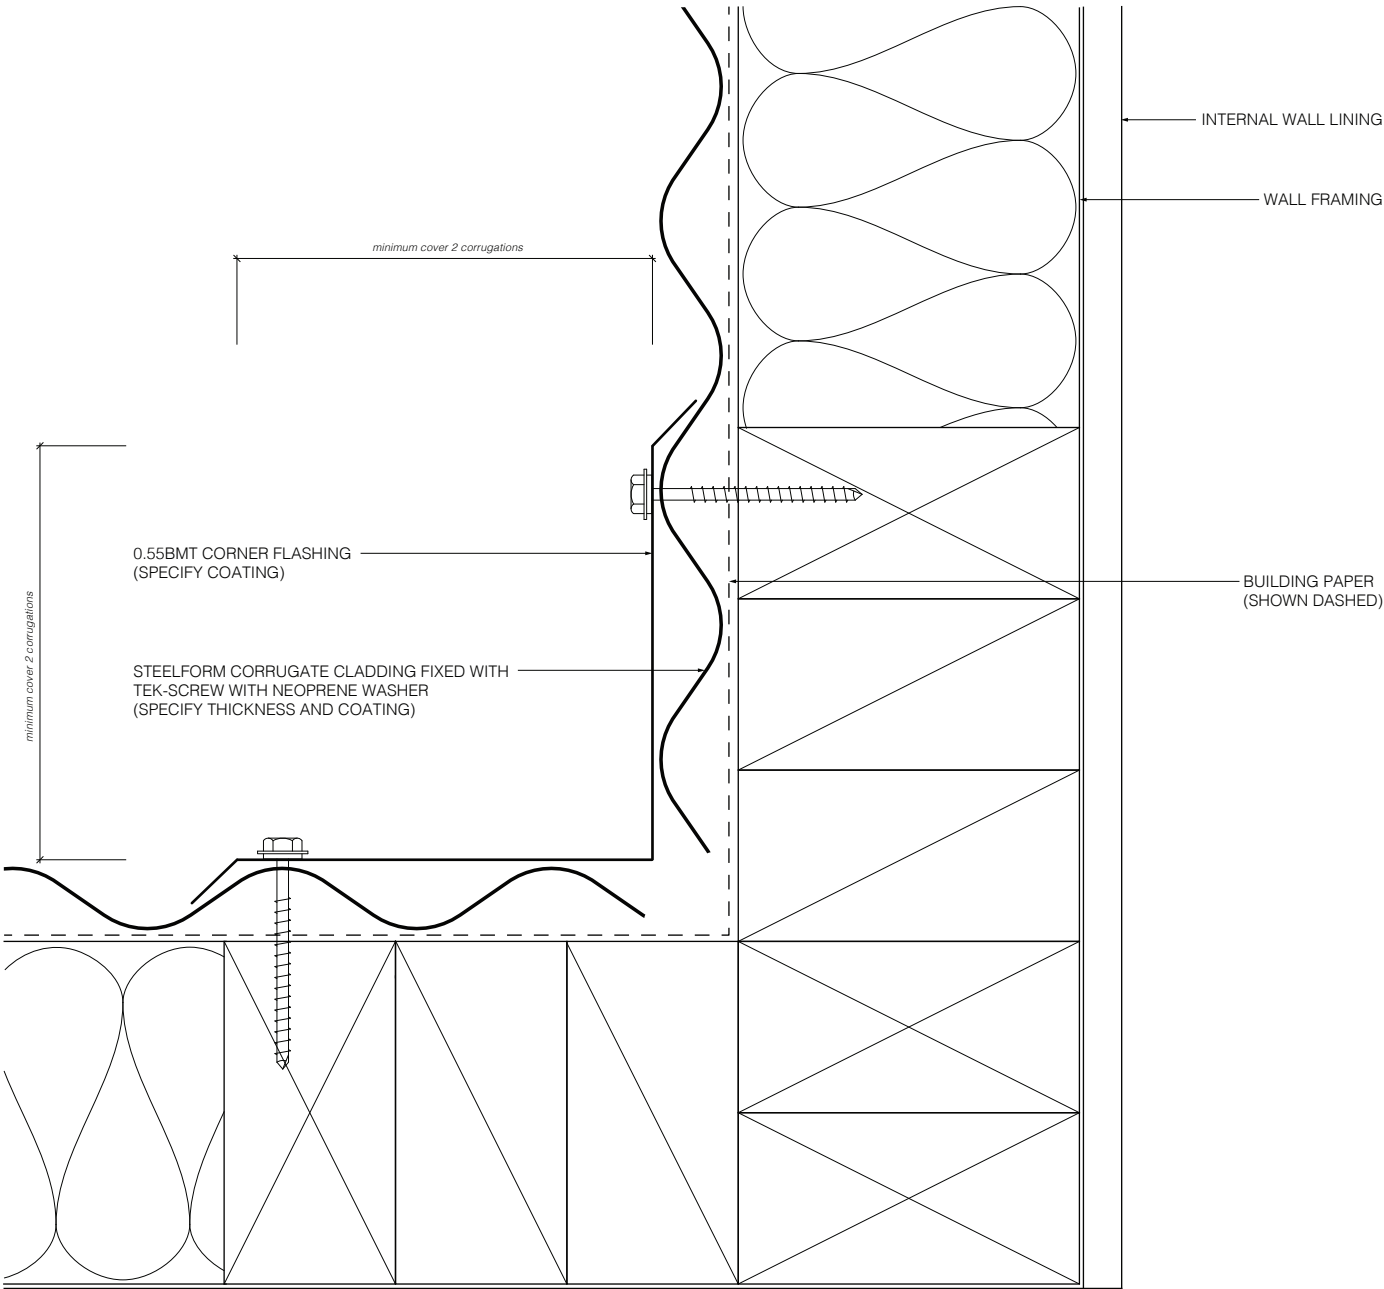 INTERNAL WALL LINING
WALL FRAMING
minimum cover 2 corrugations
0.55BMT CORNER FLASHING
(SPECIFY COATING)
BUILDING PAPER
(SHOWN DASHED)
minimum cover 2 corrugations
STEELFORM CORRUGATE CLADDING FIXED WITH
TEK-SCREW WITH NEOPRENE WASHER
(SPECIFY THICKNESS AND COATING)